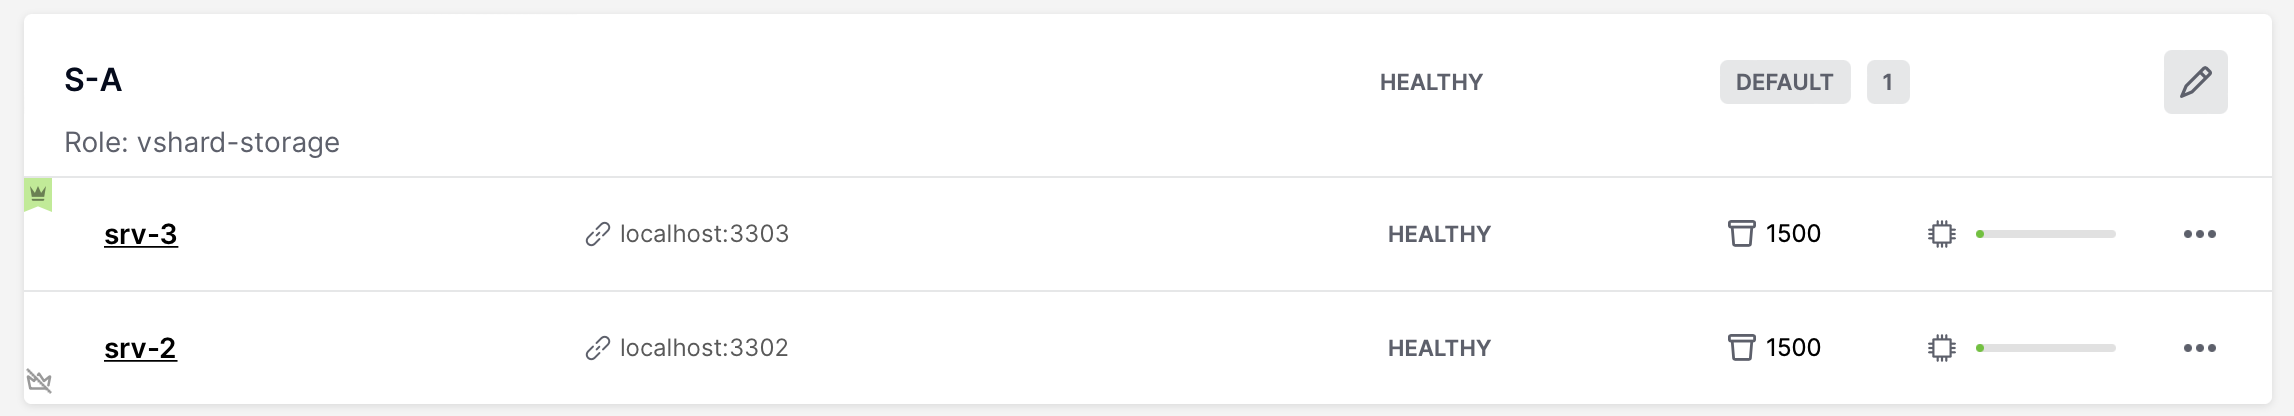 S-A HEALTHY DEFAULT 1
Role: vshard-storage
srv-3 localhost:3303 HEALTHY 1500
srv-2 localhost:3302 HEALTHY 1500